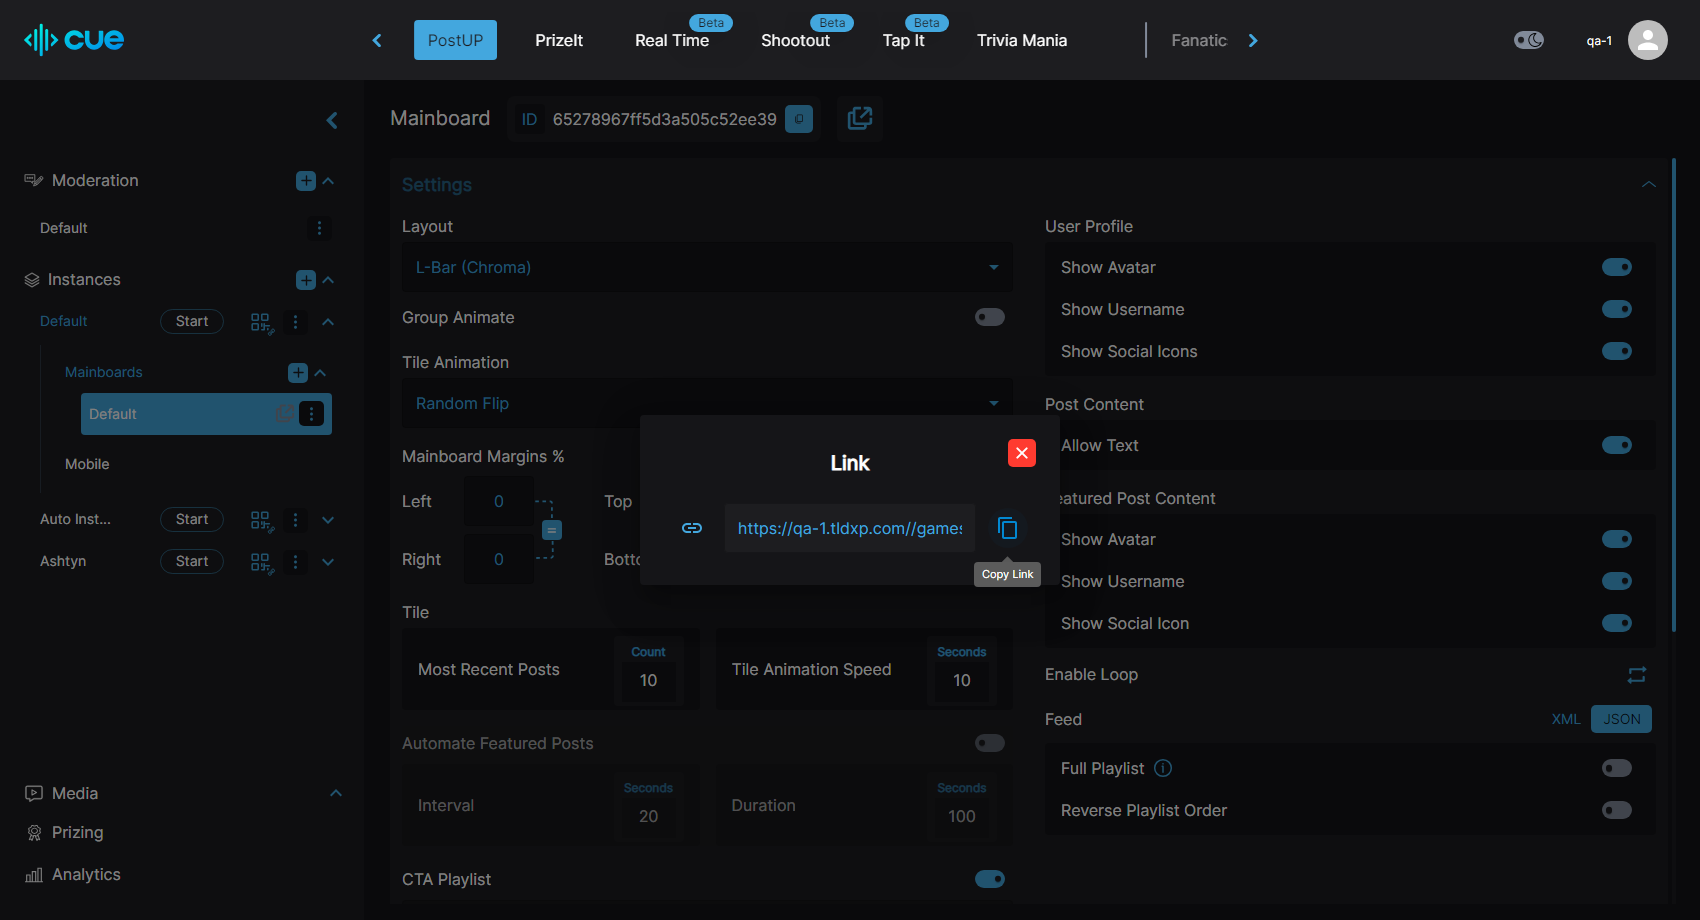 cue
PostUP
PrizeIt
Real Time
Beta
Shootout
Beta
Tap It
Beta
Trivia Mania
Fanatic
qa-1
Mainboard
ID
65278967ff5d3a505c52ee39
Moderation
Default
Instances
Default
Start
Mainboards
Default
Mobile
Auto Inst...
Start
Ashtyn
Start
Media
Prizing
Analytics
Settings
Layout
L-Bar (Chroma)
Group Animate
Tile Animation
Random Flip
Mainboard Margins %
Left
0
Top
=
Right
0
Tile
Most Recent Posts
Count
10
Tile Animation Speed
Seconds
10
Automate Featured Posts
Interval
Seconds
20
Duration
Seconds
100
CTA Playlist
User Profile
Show Avatar
Show Username
Show Social Icons
Post Content
Allow Text
eatured Post Content
Show Avatar
Show Username
Show Social Icon
Enable Loop
Feed
XML
JSON
Full Playlist
Reverse Playlist Order
Link
https://qa-1.tldxp.com//games
Copy Link